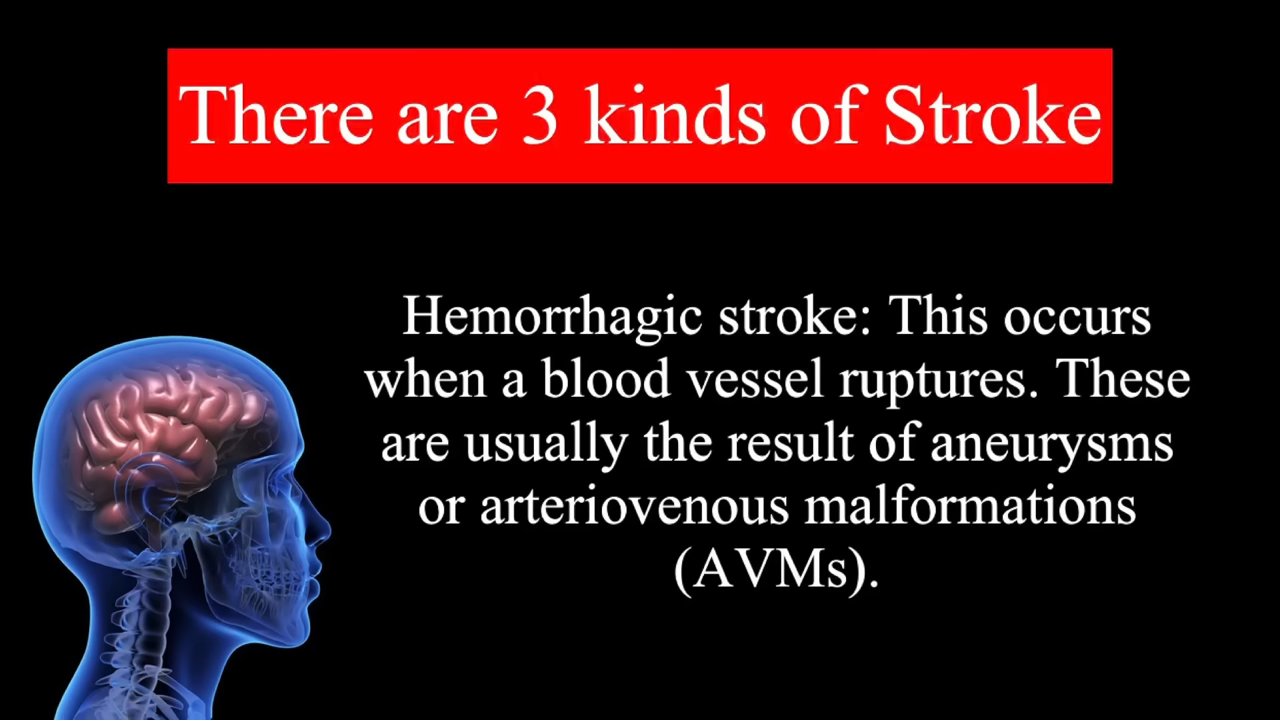 There are 3 kinds of Stroke
Hemorrhagic stroke: This occurs
when a blood vessel ruptures. These
are usually the result of aneurysms
or arteriovenous malformations
(AVMs).